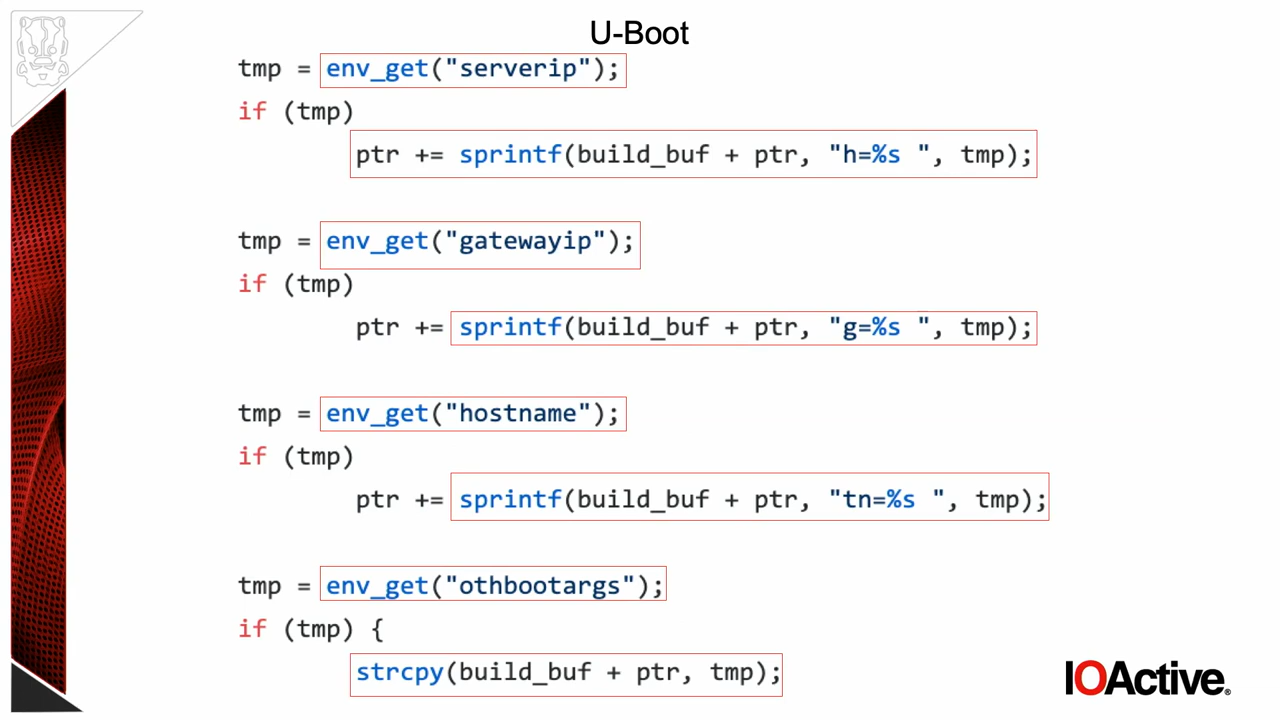 U-Boot
tmp = env_get("serverip");
if (tmp)
ptr += sprintf(build_buf + ptr, "h=%s ", tmp);
tmp = env_get("gatewayip");
if (tmp)
ptr += sprintf(build_buf + ptr, "g=%s ", tmp);
tmp = env_get("hostname");
if (tmp)
ptr += sprintf(build_buf + ptr, "tn=%s ", tmp);
tmp = env_get("othbootargs");
if (tmp) {
strcpy(build_buf + ptr, tmp);
IOActive®